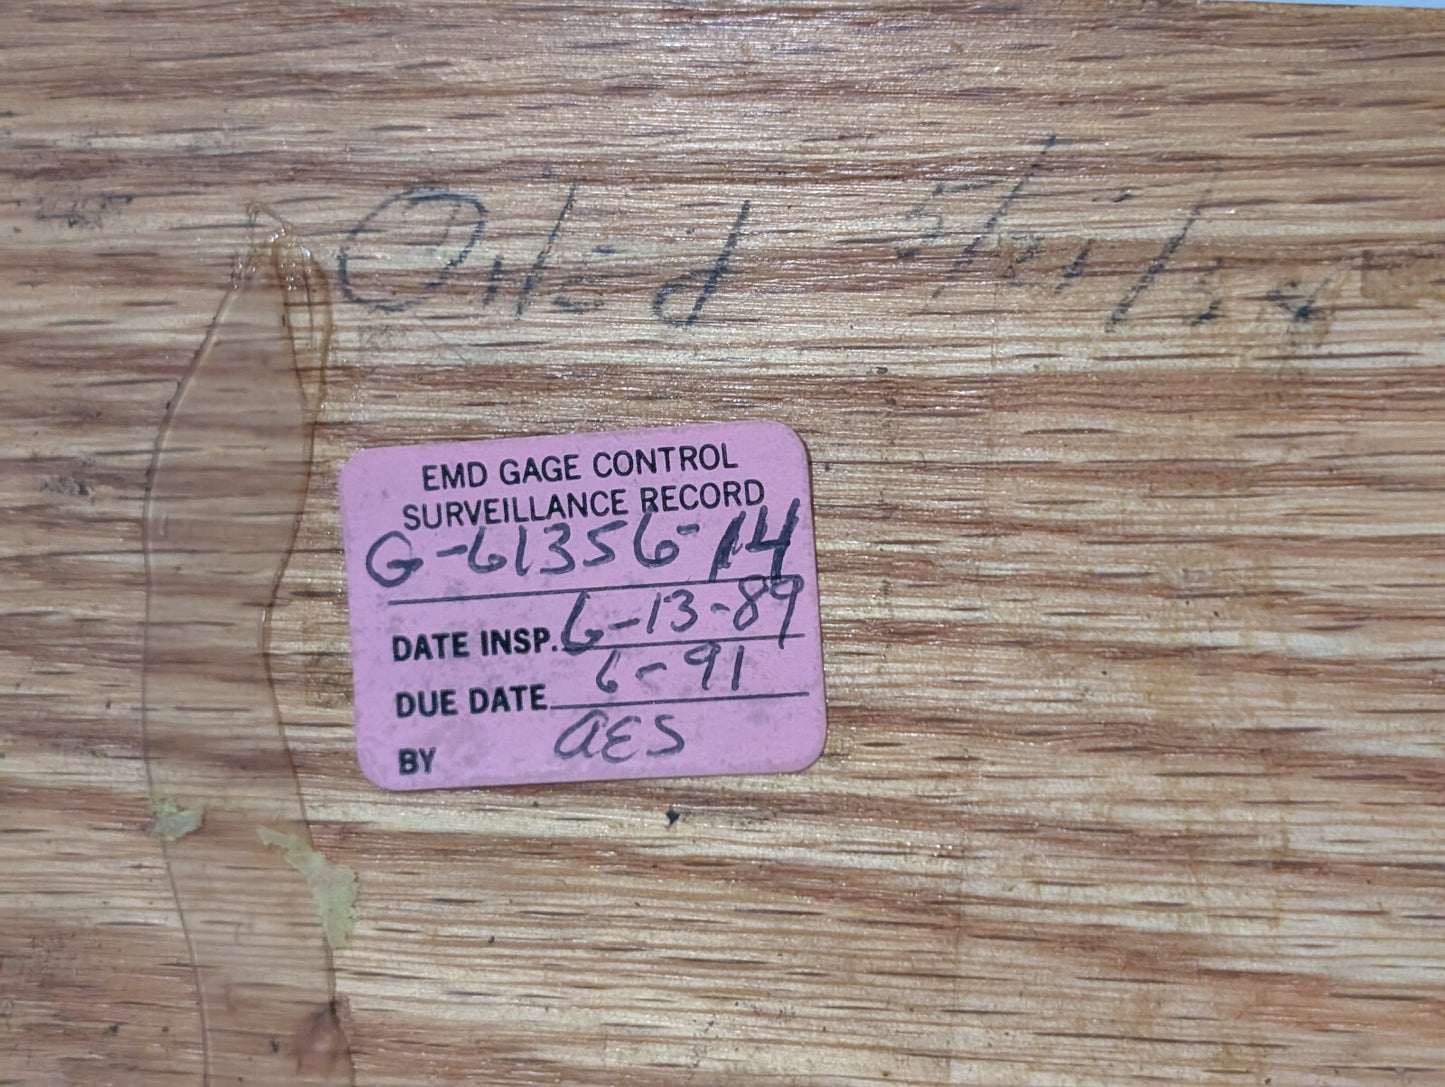 Oiled
EMD GAGE CONTROL
SURVEILLANCE RECORD
G-61356-14
DATE INSP. 6-13-89
DUE DATE 6-91
BY aES